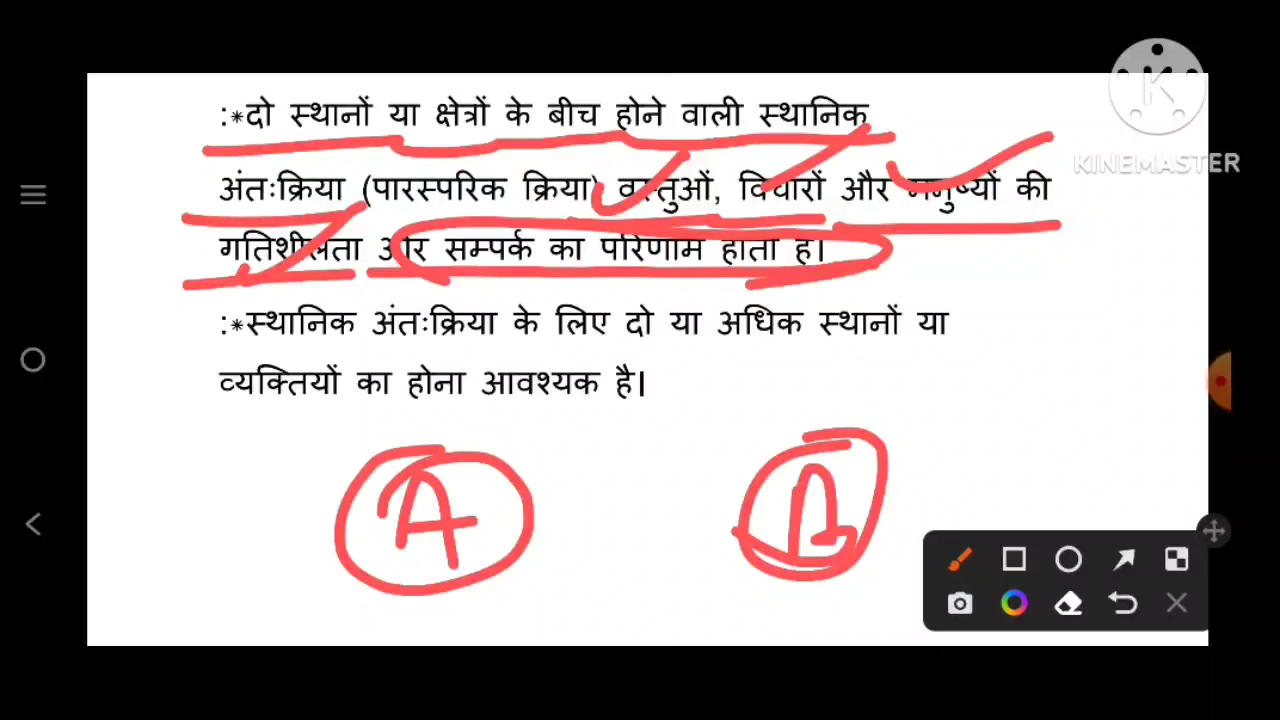 :*दो स्थानों या क्षेत्रों के बीच होने वाली स्थानिक
अंतःक्रिया (पारस्परिक क्रिया) वस्तुओं, विचारों और मनुष्यों की
गतिशीलता और सम्पर्क का परिणाम होता है।
:*स्थानिक अंतःक्रिया के लिए दो या अधिक स्थानों या
व्यक्तियों का होना आवश्यक है।
A
KINEMASTER